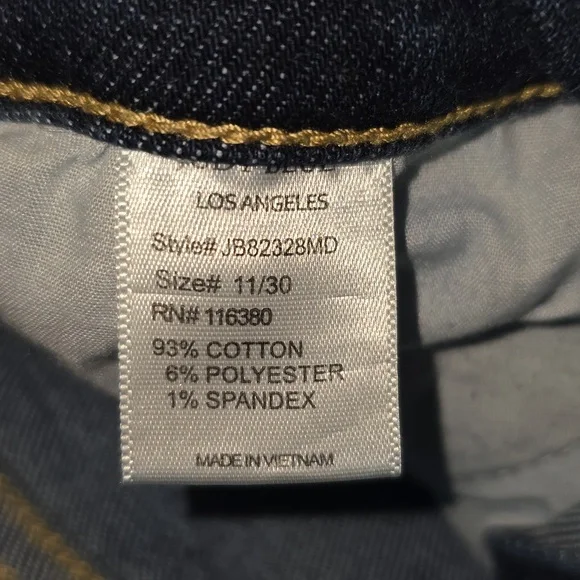 LOS ANGELES
Style# JB82328MD
Size# 11/30
RN# 116380
93% COTTON
6% POLYESTER
1% SPANDEX
MADE IN VIETNAM